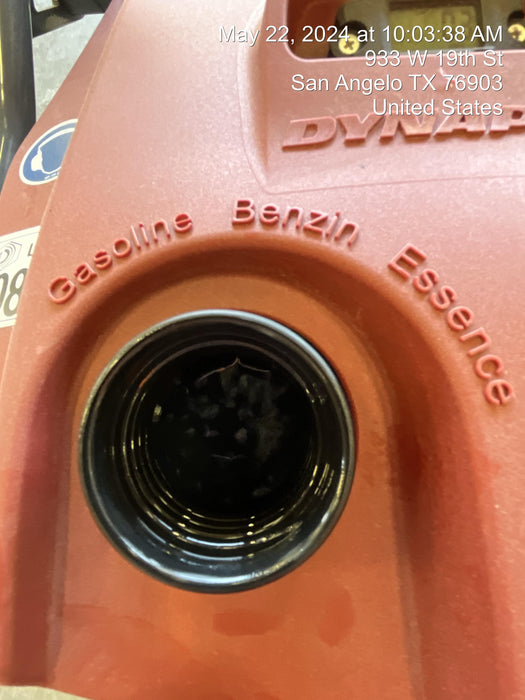 May 22, 2024 at 10:03:38 AM
933 W 19th St
San Angelo TX 76903
United States
DYNAP
Gasoline Benzin Essence